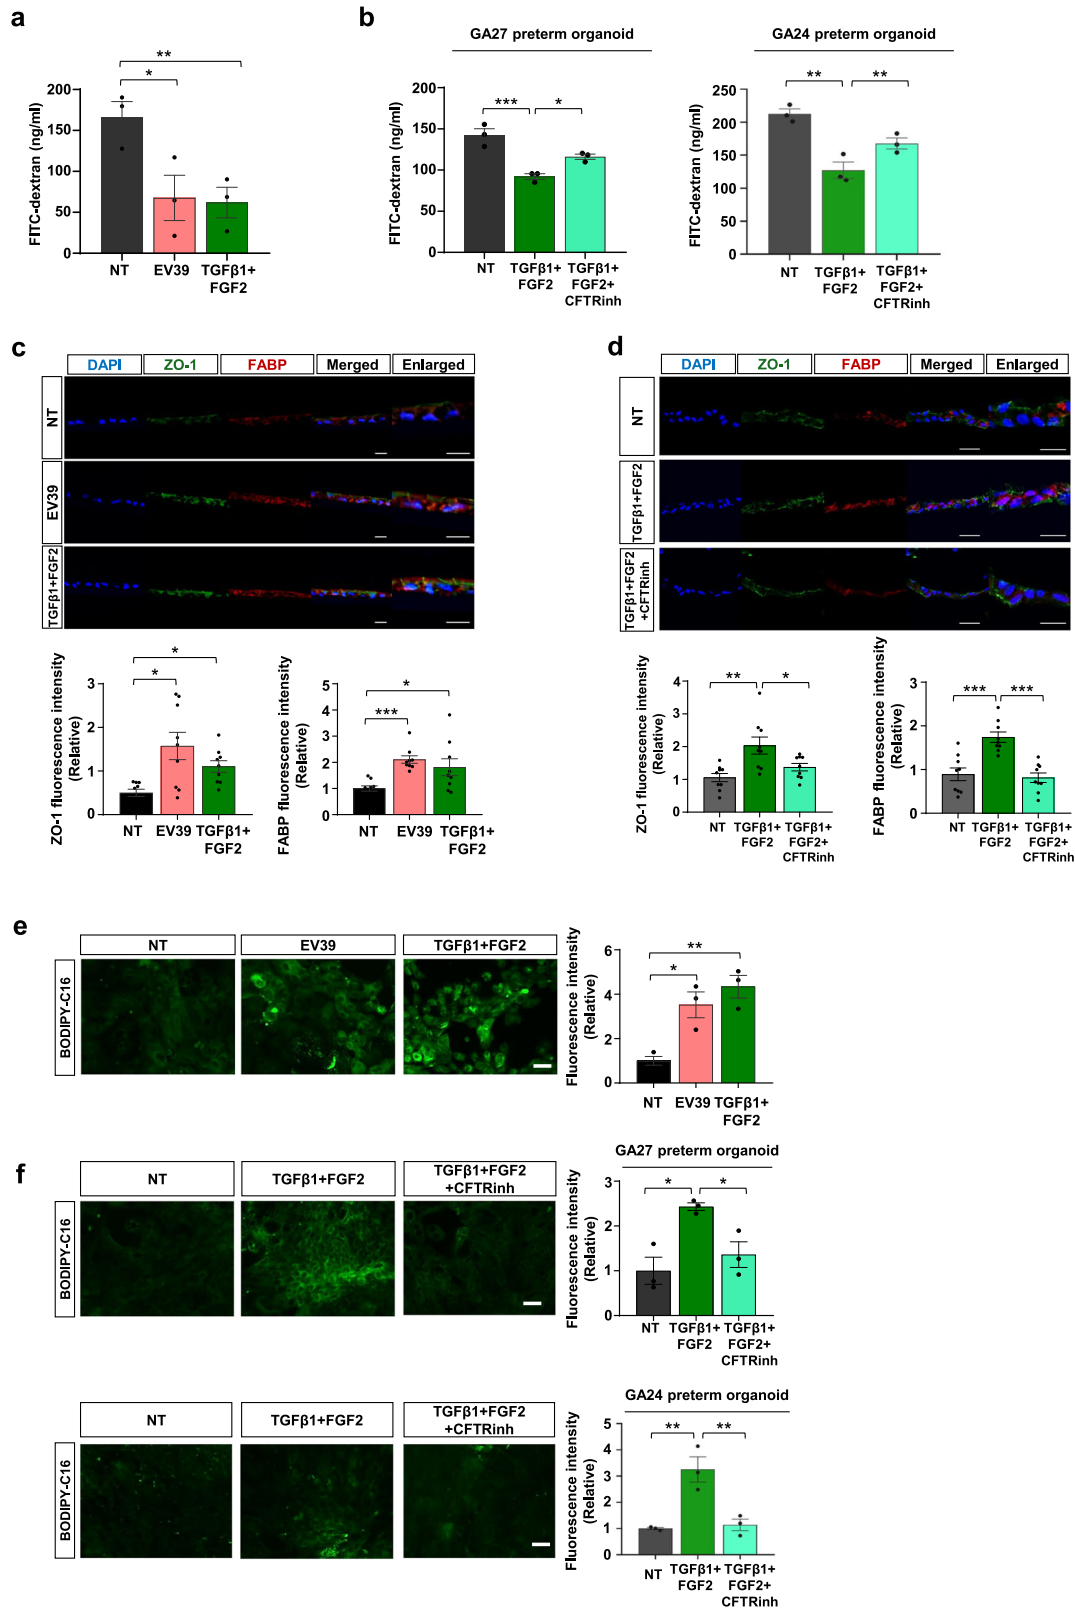 a
**
*
FITC-dextran (ng/ml)
200
150
100
50
0
NT
EV39
TGFβ1+
FGF2
b
GA27 preterm organoid
***
*
FITC-dextran (ng/ml)
200
150
100
50
0
NT
TGFβ1+
FGF2
TGFβ1+
FGF2+
CFTRinh
GA24 preterm organoid
**
**
FITC-dextran (ng/ml)
250
200
150
100
50
0
NT
TGFβ1+
FGF2
TGFβ1+
FGF2+
CFTRinh
c
DAPI
ZO-1
FABP
Merged
Enlarged
NT
EV39
TGFβ1+FGF2
*
*
ZO-1 fluorescence intensity
(Relative)
3
2
1
0
NT
EV39
TGFβ1+
FGF2
*
***
FABP fluorescence intensity
(Relative)
5
4
3
2
1
0
NT
EV39
TGFβ1+
FGF2
d
DAPI
ZO-1
FABP
Merged
Enlarged
NT
TGFβ1+FGF2
TGFβ1+FGF2
+CFTRinh
**
*
ZO-1 fluorescence intensity
(Relative)
4
3
2
1
0
NT
TGFβ1+
FGF2
TGFβ1+
FGF2+
CFTRinh
***
***
FABP fluorescence intensity
(Relative)
3
2
1
0
NT
TGFβ1+
FGF2
TGFβ1+
FGF2+
CFTRinh
e
NT
EV39
TGFβ1+FGF2
BODIPY-C16
**
*
Fluorescence intensity
(Relative)
6
4
2
0
NT
EV39
TGFβ1+
FGF2
f
NT
TGFβ1+FGF2
TGFβ1+FGF2
+CFTRinh
BODIPY-C16
GA27 preterm organoid
*
*
Fluorescence intensity
(Relative)
3
2
1
0
NT
TGFβ1+
FGF2
TGFβ1+
FGF2+
CFTRinh
NT
TGFβ1+FGF2
TGFβ1+FGF2
+CFTRinh
BODIPY-C16
GA24 preterm organoid
**
**
Fluorescence intensity
(Relative)
5
4
3
2
1
0
NT
TGFβ1+
FGF2
TGFβ1+
FGF2+
CFTRinh